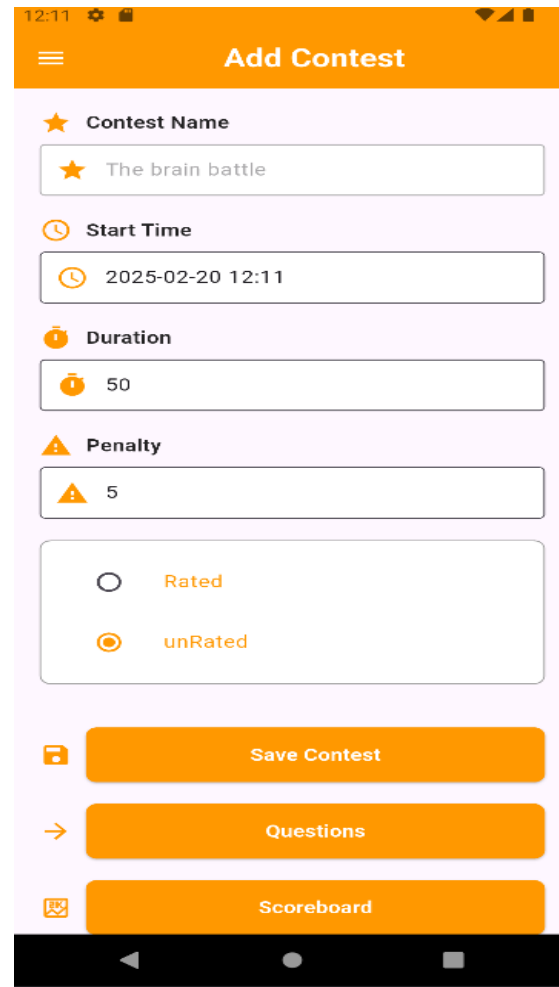 12:11
Add Contest
Contest Name
The brain battle
Start Time
2025-02-20 12:11
Duration
50
Penalty
5
Rated
unRated
Save Contest
Questions
8K
Scoreboard